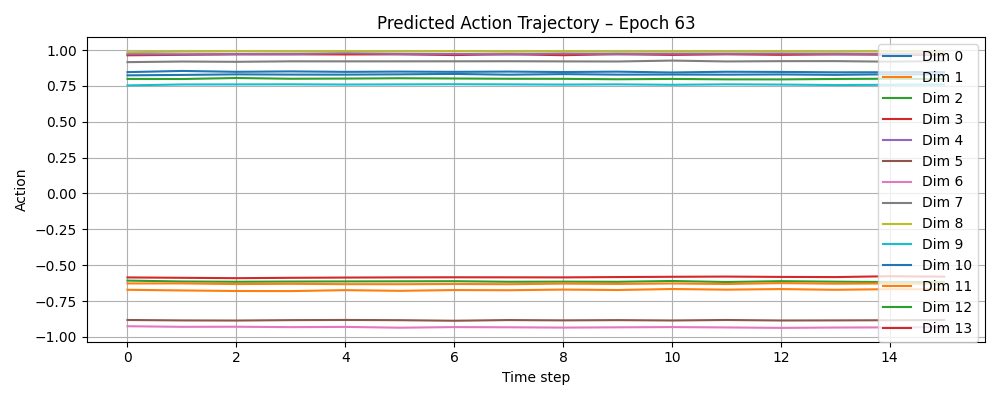 Predicted Action Trajectory – Epoch 63
1.00
0.75
0.50
0.25
0.00
−0.25
−0.50
−0.75
−1.00
Action
0 2 4 6 8 10 12 14
Time step
Dim 0
Dim 1
Dim 2
Dim 3
Dim 4
Dim 5
Dim 6
Dim 7
Dim 8
Dim 9
Dim 10
Dim 11
Dim 12
Dim 13